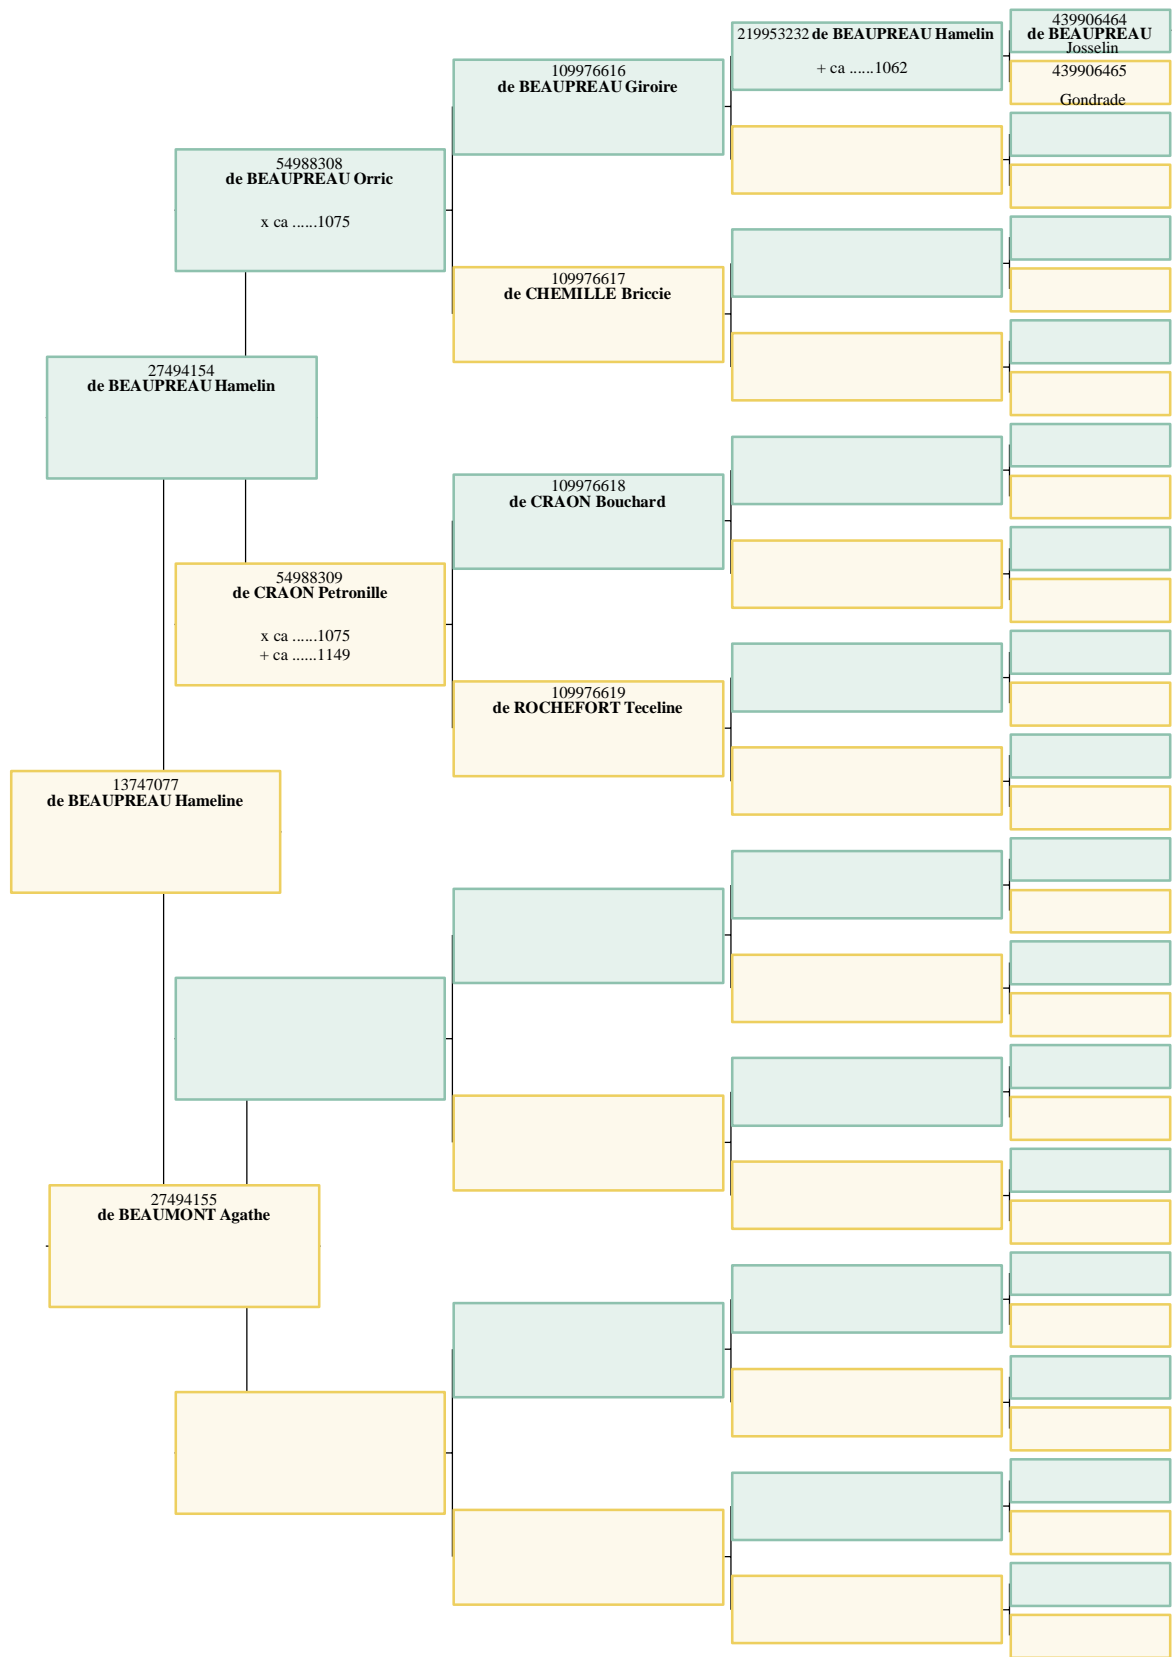 439906464
de BEAUPREAU
Josselin
219953232 de BEAUPREAU Hamelin
+ ca ......1062
439906465
Gondrade
109976616
de BEAUPREAU Giroire
54988308
de BEAUPREAU Orric
x ca ......1075
109976617
de CHEMILLE Briccie
27494154
de BEAUPREAU Hamelin
109976618
de CRAON Bouchard
54988309
de CRAON Petronille
x ca ......1075
+ ca ......1149
109976619
de ROCHEFORT Teceline
13747077
de BEAUPREAU Hameline
27494155
de BEAUMONT Agathe